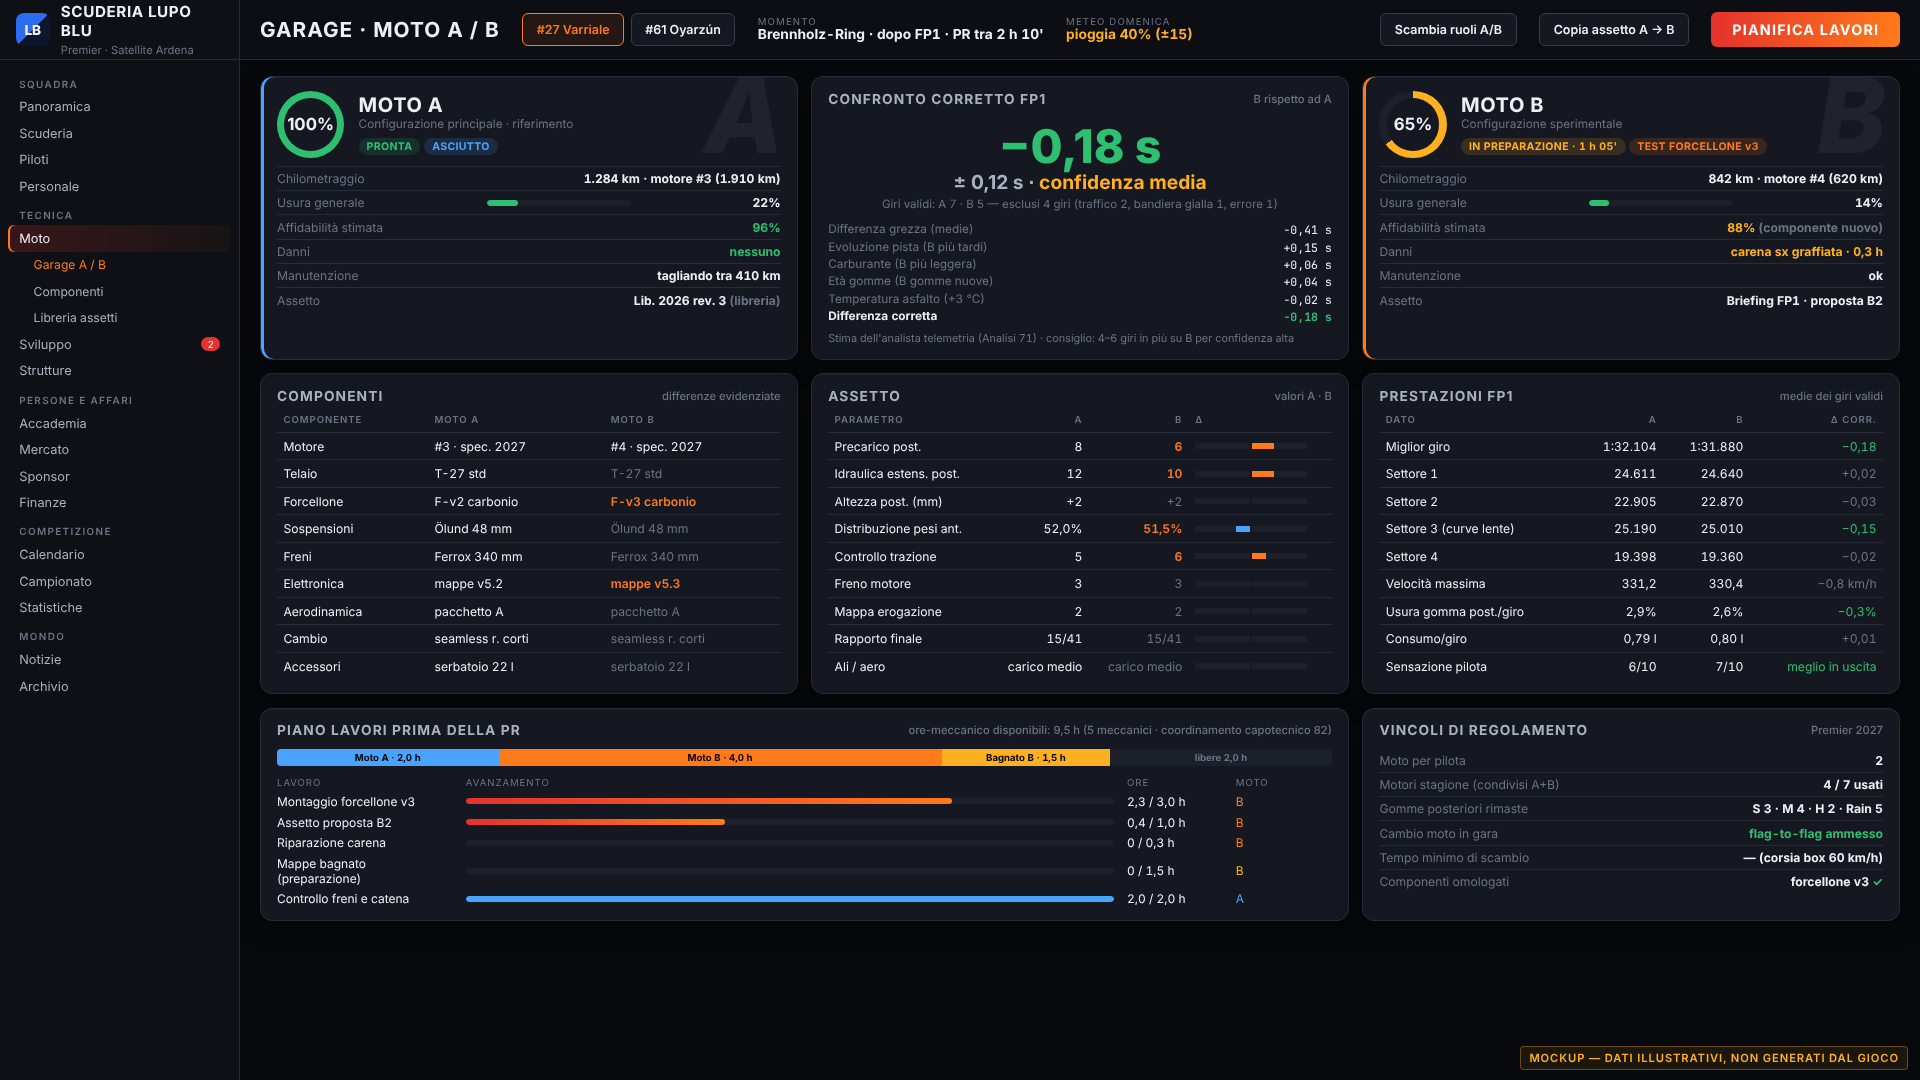 LB
SCUDERIA LUPO BLU
Premier · Satellite Ardena
GARAGE · MOTO A / B
#27 Varriale
#61 Oyarzún
MOMENTO
Brennholz-Ring · dopo FP1 · PR tra 2 h 10'
METEO DOMENICA
pioggia 40% (±15)
Scambia ruoli A/B
Copia assetto A → B
PIANIFICA LAVORI
SQUADRA
Panoramica
Scuderia
Piloti
Personale
TECNICA
Moto
Garage A / B
Componenti
Libreria assetti
Sviluppo 2
Strutture
PERSONE E AFFARI
Accademia
Mercato
Sponsor
Finanze
COMPETIZIONE
Calendario
Campionato
Statistiche
MONDO
Notizie
Archivio
A
100%
MOTO A
Configurazione principale · riferimento
PRONTA ASCIUTTO
Chilometraggio 1.284 km · motore #3 (1.910 km)
Usura generale 22%
Affidabilità stimata 96%
Danni nessuno
Manutenzione tagliando tra 410 km
Assetto Lib. 2026 rev. 3 (libreria)
CONFRONTO CORRETTO FP1 B rispetto ad A
−0,18 s
± 0,12 s · confidenza media
Giri validi: A 7 · B 5 — esclusi 4 giri (traffico 2, bandiera gialla 1, errore 1)
Differenza grezza (medie) -0,41 s
Evoluzione pista (B più tardi) +0,15 s
Carburante (B più leggera) +0,06 s
Età gomme (B gomme nuove) +0,04 s
Temperatura asfalto (+3 °C) -0,02 s
Differenza corretta -0,18 s
Stima dell'analista telemetria (Analisi 71) · consiglio: 4–6 giri in più su B per confidenza alta
B
65%
MOTO B
Configurazione sperimentale
IN PREPARAZIONE · 1 h 05' TEST FORCELLONE v3
Chilometraggio 842 km · motore #4 (620 km)
Usura generale 14%
Affidabilità stimata 88% (componente nuovo)
Danni carena sx graffiata · 0,3 h
Manutenzione ok
Assetto Briefing FP1 · proposta B2
COMPONENTI differenze evidenziate
COMPONENTE MOTO A MOTO B
Motore #3 · spec. 2027 #4 · spec. 2027
Telaio T-27 std T-27 std
Forcellone F-v2 carbonio F-v3 carbonio
Sospensioni Ölund 48 mm Ölund 48 mm
Freni Ferrox 340 mm Ferrox 340 mm
Elettronica mappe v5.2 mappe v5.3
Aerodinamica pacchetto A pacchetto A
Cambio seamless r. corti seamless r. corti
Accessori serbatoio 22 l serbatoio 22 l
ASSETTO valori A · B
PARAMETRO A B Δ
Precarico post. 8 6
Idraulica estens. post. 12 10
Altezza post. (mm) +2 +2
Distribuzione pesi ant. 52,0% 51,5%
Controllo trazione 5 6
Freno motore 3 3
Mappa erogazione 2 2
Rapporto finale 15/41 15/41
Ali / aero carico medio carico medio
PRESTAZIONI FP1 medie dei giri validi
DATO A B Δ CORR.
Miglior giro 1:32.104 1:31.880 −0,18
Settore 1 24.611 24.640 +0,02
Settore 2 22.905 22.870 −0,03
Settore 3 (curve lente) 25.190 25.010 −0,15
Settore 4 19.398 19.360 −0,02
Velocità massima 331,2 330,4 −0,8 km/h
Usura gomma post./giro 2,9% 2,6% −0,3%
Consumo/giro 0,79 l 0,80 l +0,01
Sensazione pilota 6/10 7/10 meglio in uscita
PIANO LAVORI PRIMA DELLA PR ore-meccanico disponibili: 9,5 h (5 meccanici · coordinamento capotecnico 82)
Moto A · 2,0 h Moto B · 4,0 h Bagnato B · 1,5 h libere 2,0 h
LAVORO AVANZAMENTO ORE MOTO
Montaggio forcellone v3 2,3 / 3,0 h B
Assetto proposta B2 0,4 / 1,0 h B
Riparazione carena 0 / 0,3 h B
Mappe bagnato (preparazione) 0 / 1,5 h B
Controllo freni e catena 2,0 / 2,0 h A
VINCOLI DI REGOLAMENTO Premier 2027
Moto per pilota 2
Motori stagione (condivisi A+B) 4 / 7 usati
Gomme posteriori rimaste S 3 · M 4 · H 2 · Rain 5
Cambio moto in gara flag-to-flag ammesso
Tempo minimo di scambio — (corsia box 60 km/h)
Componenti omologati forcellone v3 ✓
MOCKUP — DATI ILLUSTRATIVI, NON GENERATI DAL GIOCO